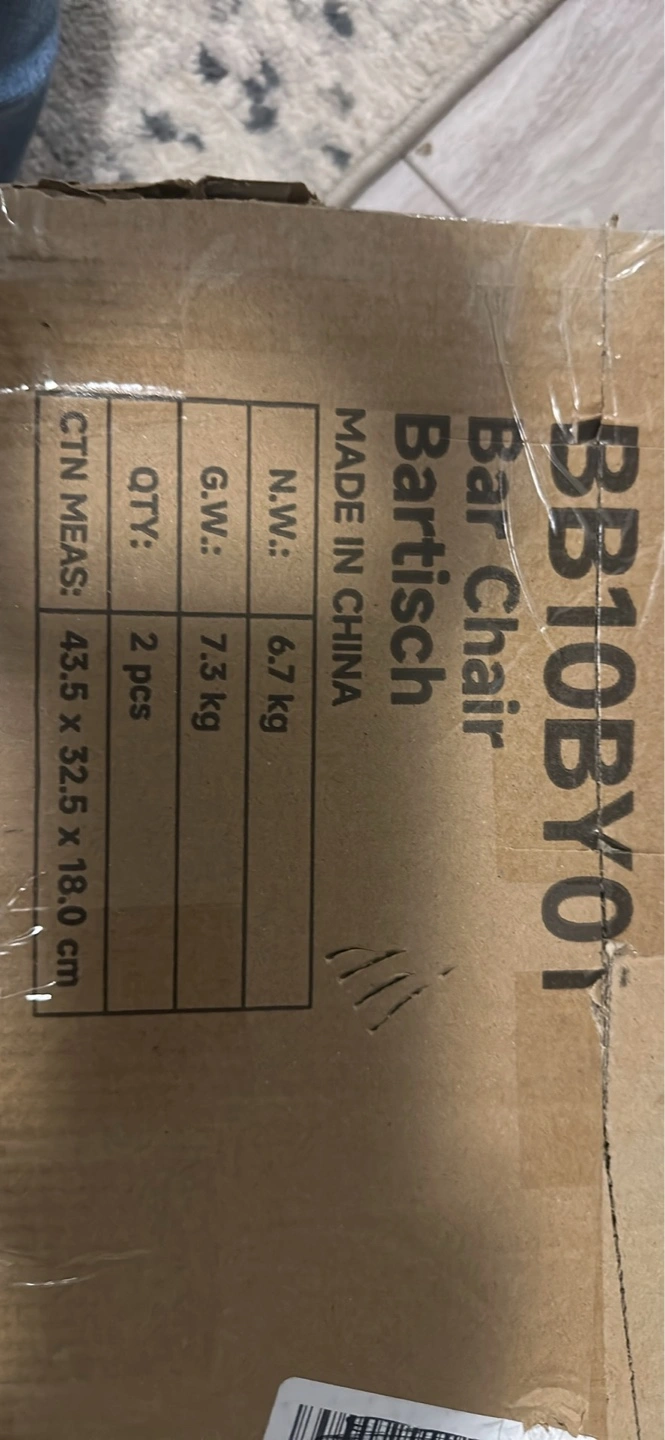 BB10BY01
Bar Chair
Bartisch
MADE IN CHINA
N.W.: 6.7 kg
G.W.: 7.3 kg
QTY: 2 pcs
CTN MEAS: 43.5 x 32.5 x 18.0 cm